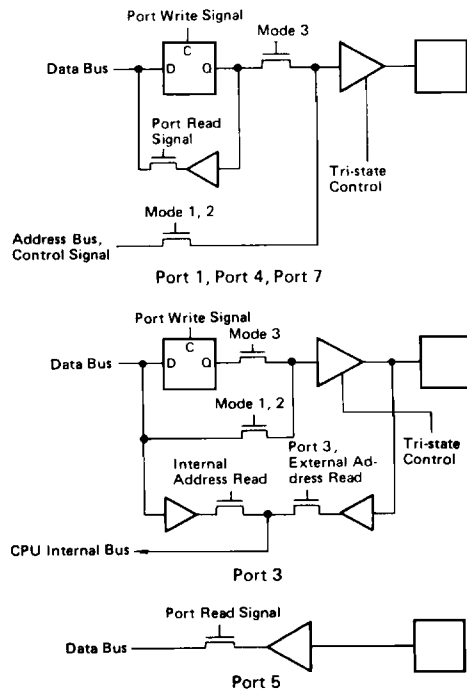 Port Write Signal
C
Mode 3
Data Bus
D
Q
Port Read
Signal
Tri-state
Control
Mode 1, 2
Address Bus,
Control Signal
Port 1, Port 4, Port 7
Port Write Signal
C
Mode 3
Data Bus
D
Q
Mode 1, 2
Tri-state
Control
Internal
Address Read
Port 3,
External Ad-
dress Read
CPU Internal Bus
Port 3
Port Read Signal
Data Bus
Port 5